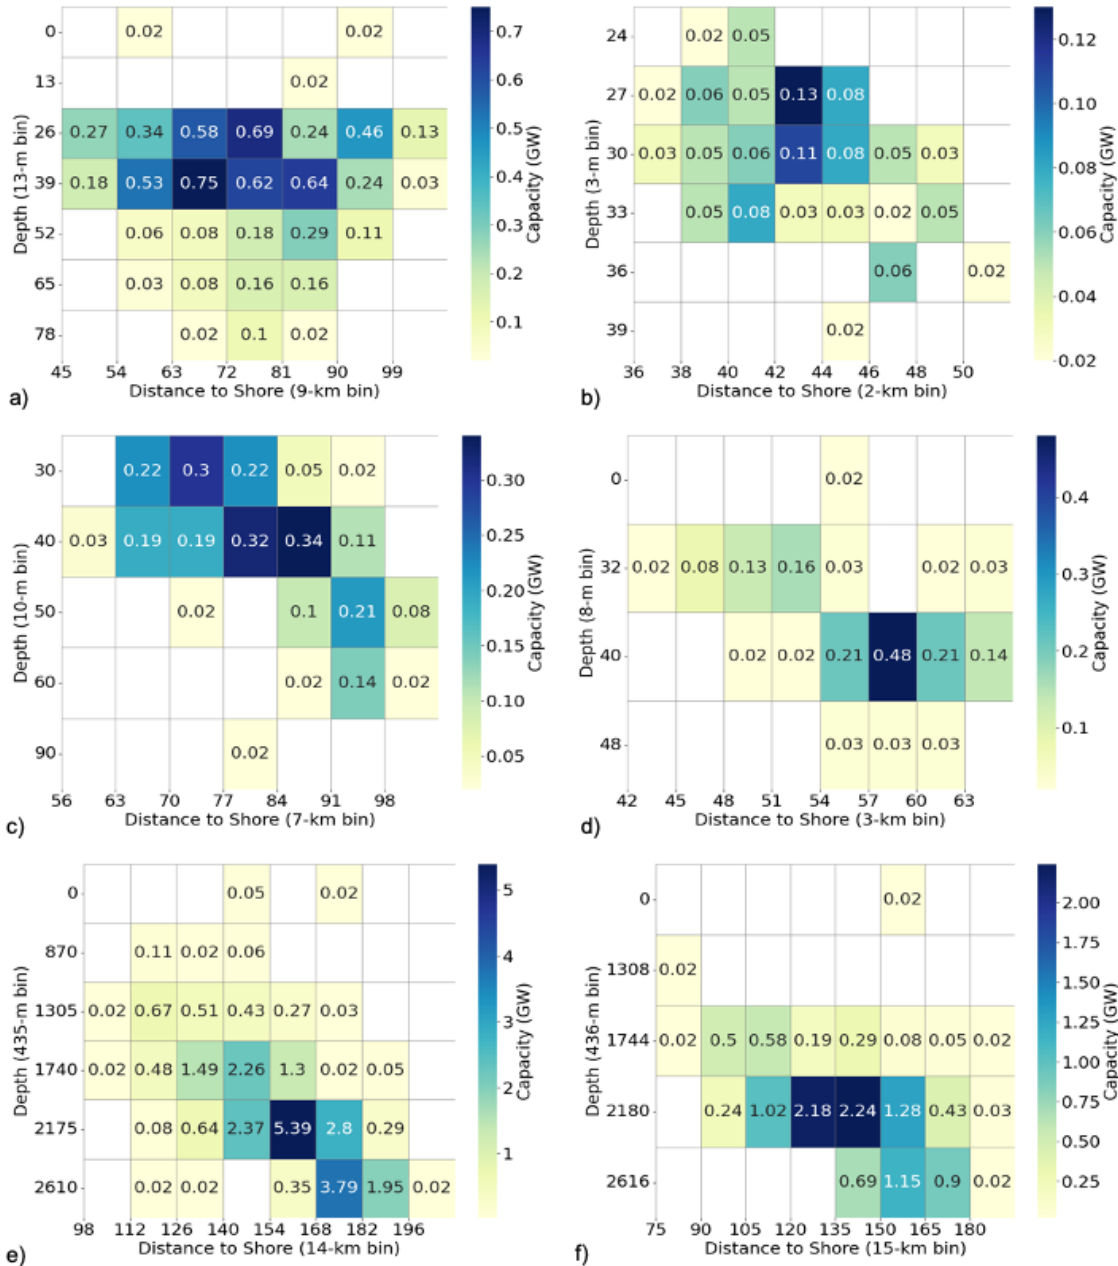 0 0.02 0.02 0.7
13 0.02 0.6
26 0.27 0.34 0.58 0.69 0.24 0.46 0.13 0.5
39 0.18 0.53 0.75 0.62 0.64 0.24 0.03 0.4
52 0.06 0.08 0.18 0.29 0.11 0.3
65 0.03 0.08 0.16 0.16 0.2
78 0.02 0.1 0.02 0.1
45 54 63 72 81 90 99
Depth (13-m bin)
Distance to Shore (9-km bin)
Capacity (GW)
a)
24 0.02 0.05 0.12
27 0.02 0.06 0.05 0.13 0.08 0.10
30 0.03 0.05 0.06 0.11 0.08 0.05 0.03 0.08
33 0.05 0.08 0.03 0.03 0.02 0.05 0.06
36 0.06 0.02 0.04
39 0.02 0.02
36 38 40 42 44 46 48 50
Depth (3-m bin)
Distance to Shore (2-km bin)
Capacity (GW)
b)
30 0.22 0.3 0.22 0.05 0.02 0.30
40 0.03 0.19 0.19 0.32 0.34 0.11 0.25
0.20
50 0.02 0.1 0.21 0.08 0.15
60 0.02 0.14 0.02 0.10
90 0.02 0.05
56 63 70 77 84 91 98
Depth (10-m bin)
Distance to Shore (7-km bin)
Capacity (GW)
c)
0 0.02 0.4
32 0.02 0.08 0.13 0.16 0.03 0.02 0.03 0.3
40 0.02 0.02 0.21 0.48 0.21 0.14 0.2
48 0.03 0.03 0.03 0.1
42 45 48 51 54 57 60 63
Depth (8-m bin)
Distance to Shore (3-km bin)
Capacity (GW)
d)
0 0.05 0.02 5
870 0.11 0.02 0.06 4
1305 0.02 0.67 0.51 0.43 0.27 0.03 3
1740 0.02 0.48 1.49 2.26 1.3 0.02 0.05 2
2175 0.08 0.64 2.37 5.39 2.8 0.29 1
2610 0.02 0.02 0.35 3.79 1.95 0.02
98 112 126 140 154 168 182 196
Depth (435-m bin)
Distance to Shore (14-km bin)
Capacity (GW)
e)
0 0.02 2.00
1.75
1308 0.02 1.50
1.25
1744 0.02 0.5 0.58 0.19 0.29 0.08 0.05 0.02 1.00
2180 0.24 1.02 2.18 2.24 1.28 0.43 0.03 0.75
0.50
2616 0.69 1.15 0.9 0.02 0.25
75 90 105 120 135 150 165 180
Depth (436-m bin)
Distance to Shore (15-km bin)
Capacity (GW)
f)